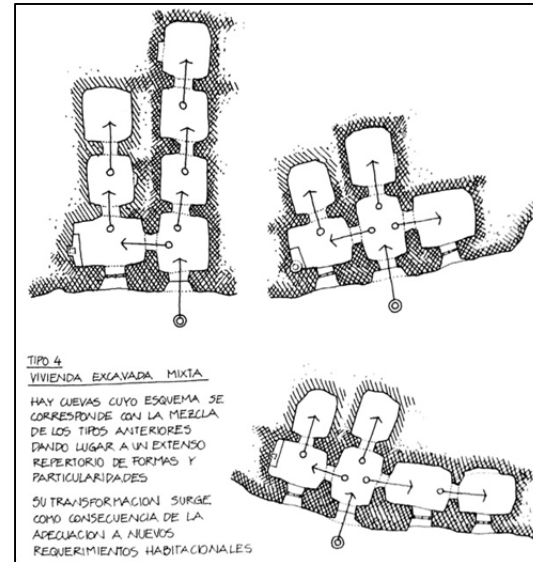 TIPO 4
VIVIENDA EXCAVADA MIXTA
HAY CUEVAS CUYO ESQUEMA SE
CORRESPONDE CON LA MEZCLA
DE LOS TIPOS ANTERIORES
DANDO LUGAR A UN EXTENSO
REPERTORIO DE FORMAS Y
PARTICULARIDADES
SU TRANSFORMACION SURGE
COMO CONSECUENCIA DE LA
ADECUACION A NUEVOS
REQUERIMIENTOS HABITACIONALES